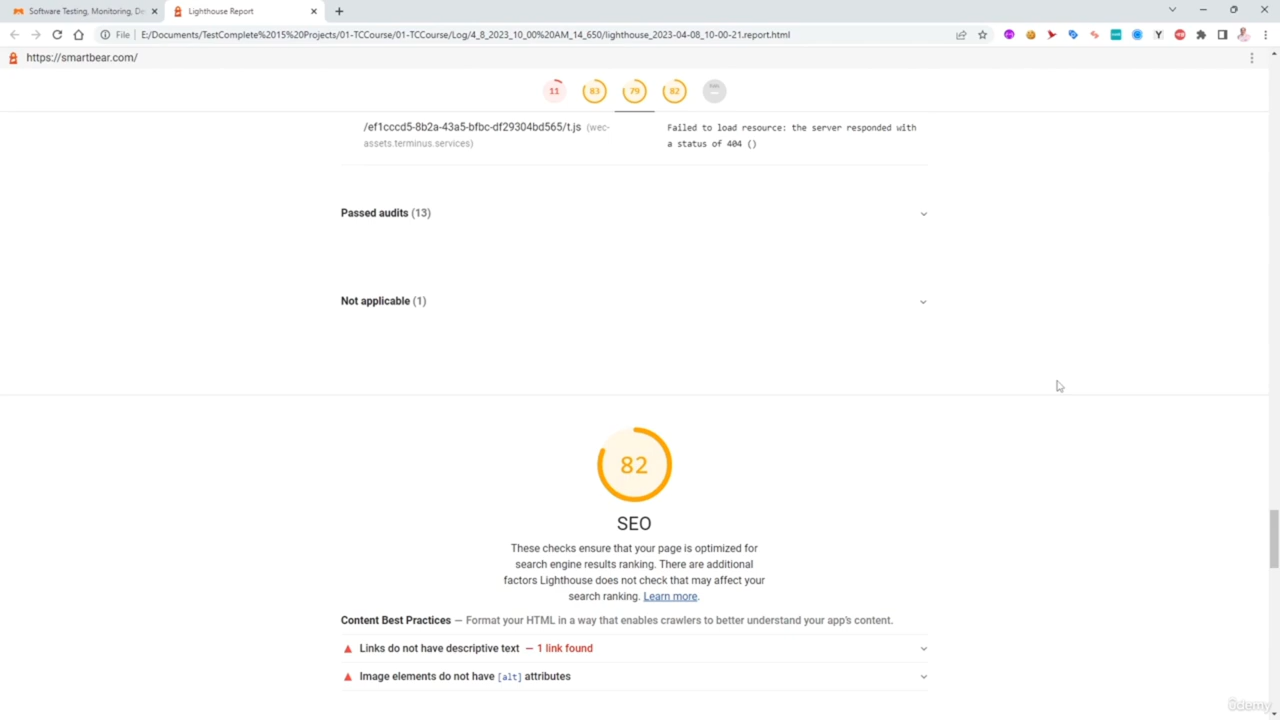 Software Testing, Monitoring, De
Lighthouse Report
File
E:/Documents/TestComplete%2015%20Projects/01-TCCourse/01-TCCourse/Log/4_8_2023_10_00%20AM_14_650/lighthouse_2023-04-08_10-00-21.report.html
https://smartbear.com/
11
83
79
82
/ef1cccd5-8b2a-43a5-bfbc-df29304bd565/t.js (wec-
assets.terminus.services)
Failed to load resource: the server responded with
a status of 404 ()
Passed audits (13)
Not applicable (1)
82
SEO
These checks ensure that your page is optimized for
search engine results ranking. There are additional
factors Lighthouse does not check that may affect your
search ranking. Learn more.
Content Best Practices — Format your HTML in a way that enables crawlers to better understand your app's content.
Links do not have descriptive text — 1 link found
Image elements do not have [alt] attributes
ûdemy